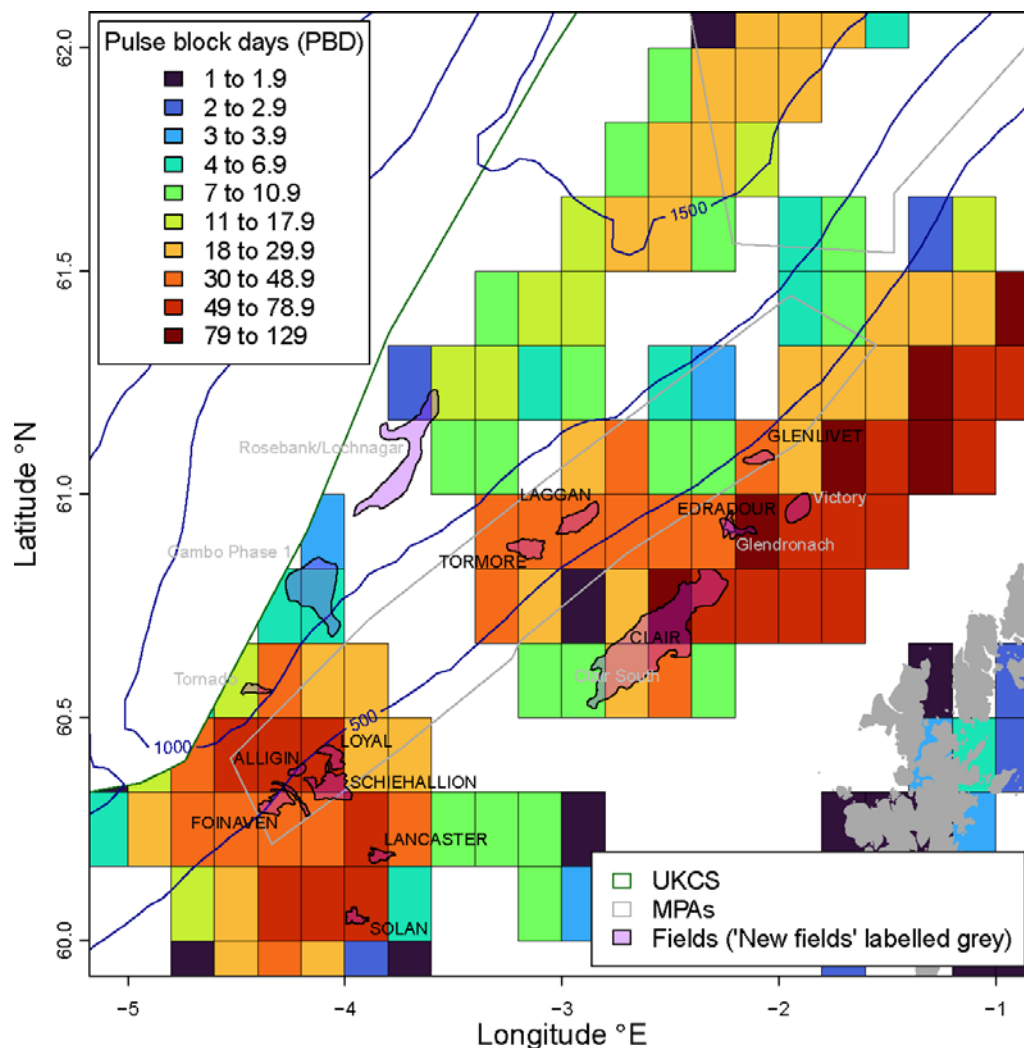 Pulse block days (PBD)
1 to 1.9
2 to 2.9
3 to 3.9
4 to 6.9
7 to 10.9
11 to 17.9
18 to 29.9
30 to 48.9
49 to 78.9
79 to 129
62.0
61.5
61.0
60.5
60.0
Latitude °N
1500
Rosebank/Lochnagar
GLENLIVET
LAGGAN
EDRADOUR
Victory
Glendronach
TORMORE
Cambo Phase 1
CLAIR
Clair South
Tornado
500
1000
LOYAL
ALLIGIN
SCHIEHALLION
FOINAVEN
LANCASTER
SOLAN
UKCS
MPAs
Fields ('New fields' labelled grey)
−5
−4
−3
−2
−1
Longitude °E